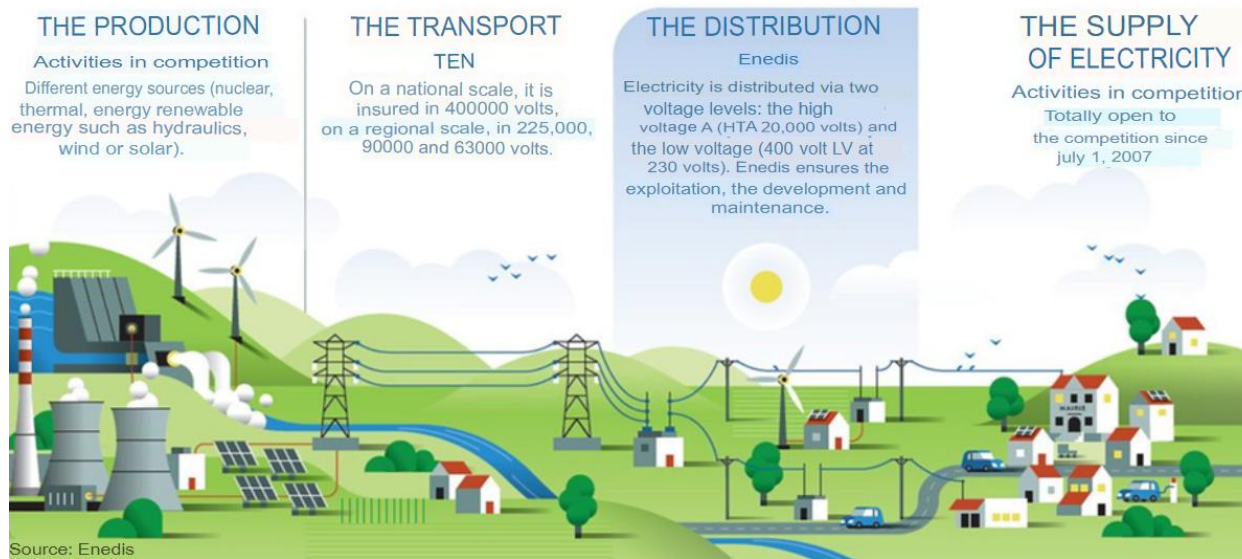 THE PRODUCTION
Activities in competition
Different energy sources (nuclear,
thermal, energy renewable
energy such as hydraulics,
wind or solar).
THE TRANSPORT
TEN
On a national scale, it is
insured in 400000 volts,
on a regional scale, in 225,000,
90000 and 63000 volts.
THE DISTRIBUTION
Enedis
Electricity is distributed via two
voltage levels: the high
voltage A (HTA 20,000 volts) and
the low voltage (400 volt LV at
230 volts). Enedis ensures the
exploitation, the development and
maintenance.
THE SUPPLY
OF ELECTRICITY
Activities in competition
Totally open to
the competition since
july 1, 2007
MAIRIE
Source: Enedis